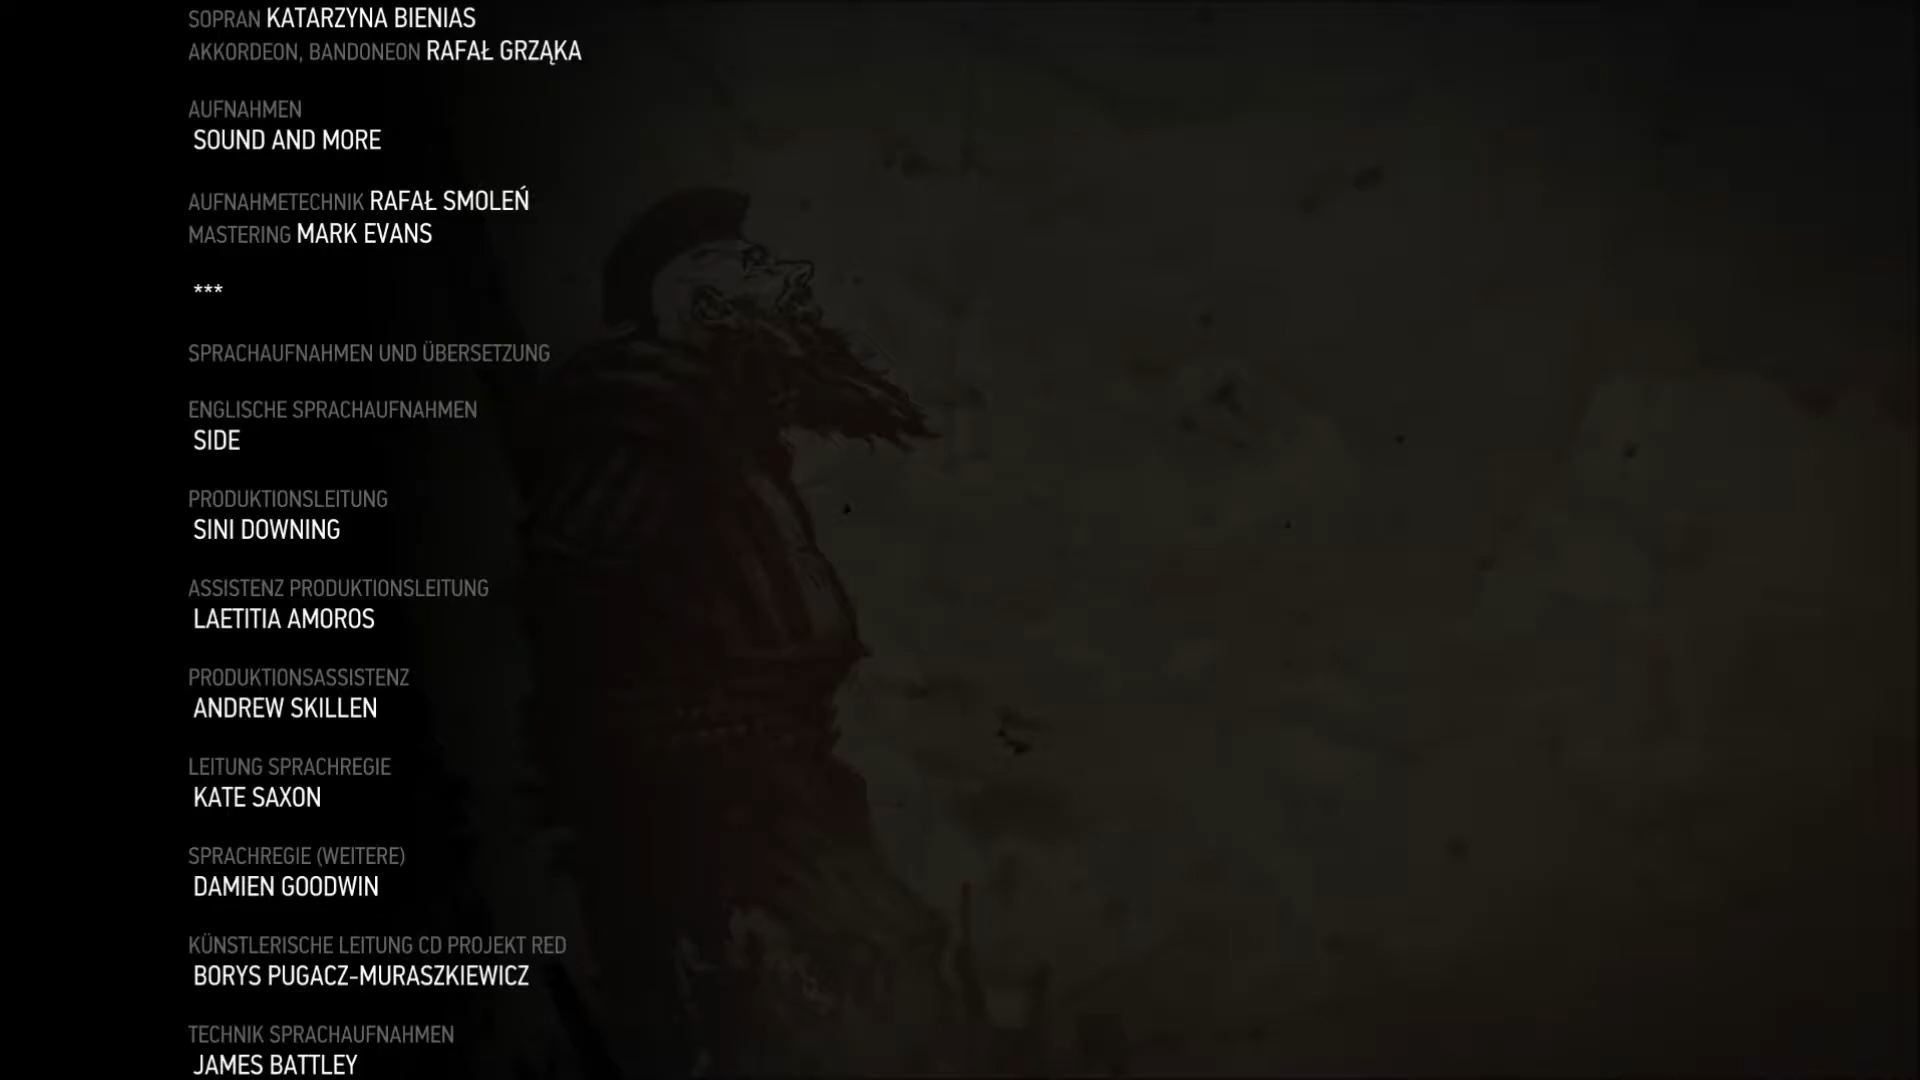 SOPRAN KATARZYNA BIENIAS
AKKORDEON, BANDONEON RAFAŁ GRZĄKA
AUFNAHMEN
SOUND AND MORE
AUFNAHMETECHNIK RAFAŁ SMOLEŃ
MASTERING MARK EVANS
***
SPRACHAUFNAHMEN UND ÜBERSETZUNG
ENGLISCHE SPRACHAUFNAHMEN
SIDE
PRODUKTIONSLEITUNG
SINI DOWNING
ASSISTENZ PRODUKTIONSLEITUNG
LAETITIA AMOROS
PRODUKTIONSASSISTENZ
ANDREW SKILLEN
LEITUNG SPRACHREGIE
KATE SAXON
SPRACHREGIE (WEITERE)
DAMIEN GOODWIN
KÜNSTLERISCHE LEITUNG CD PROJEKT RED
BORYS PUGACZ-MURASZKIEWICZ
TECHNIK SPRACHAUFNAHMEN
JAMES BATTLEY